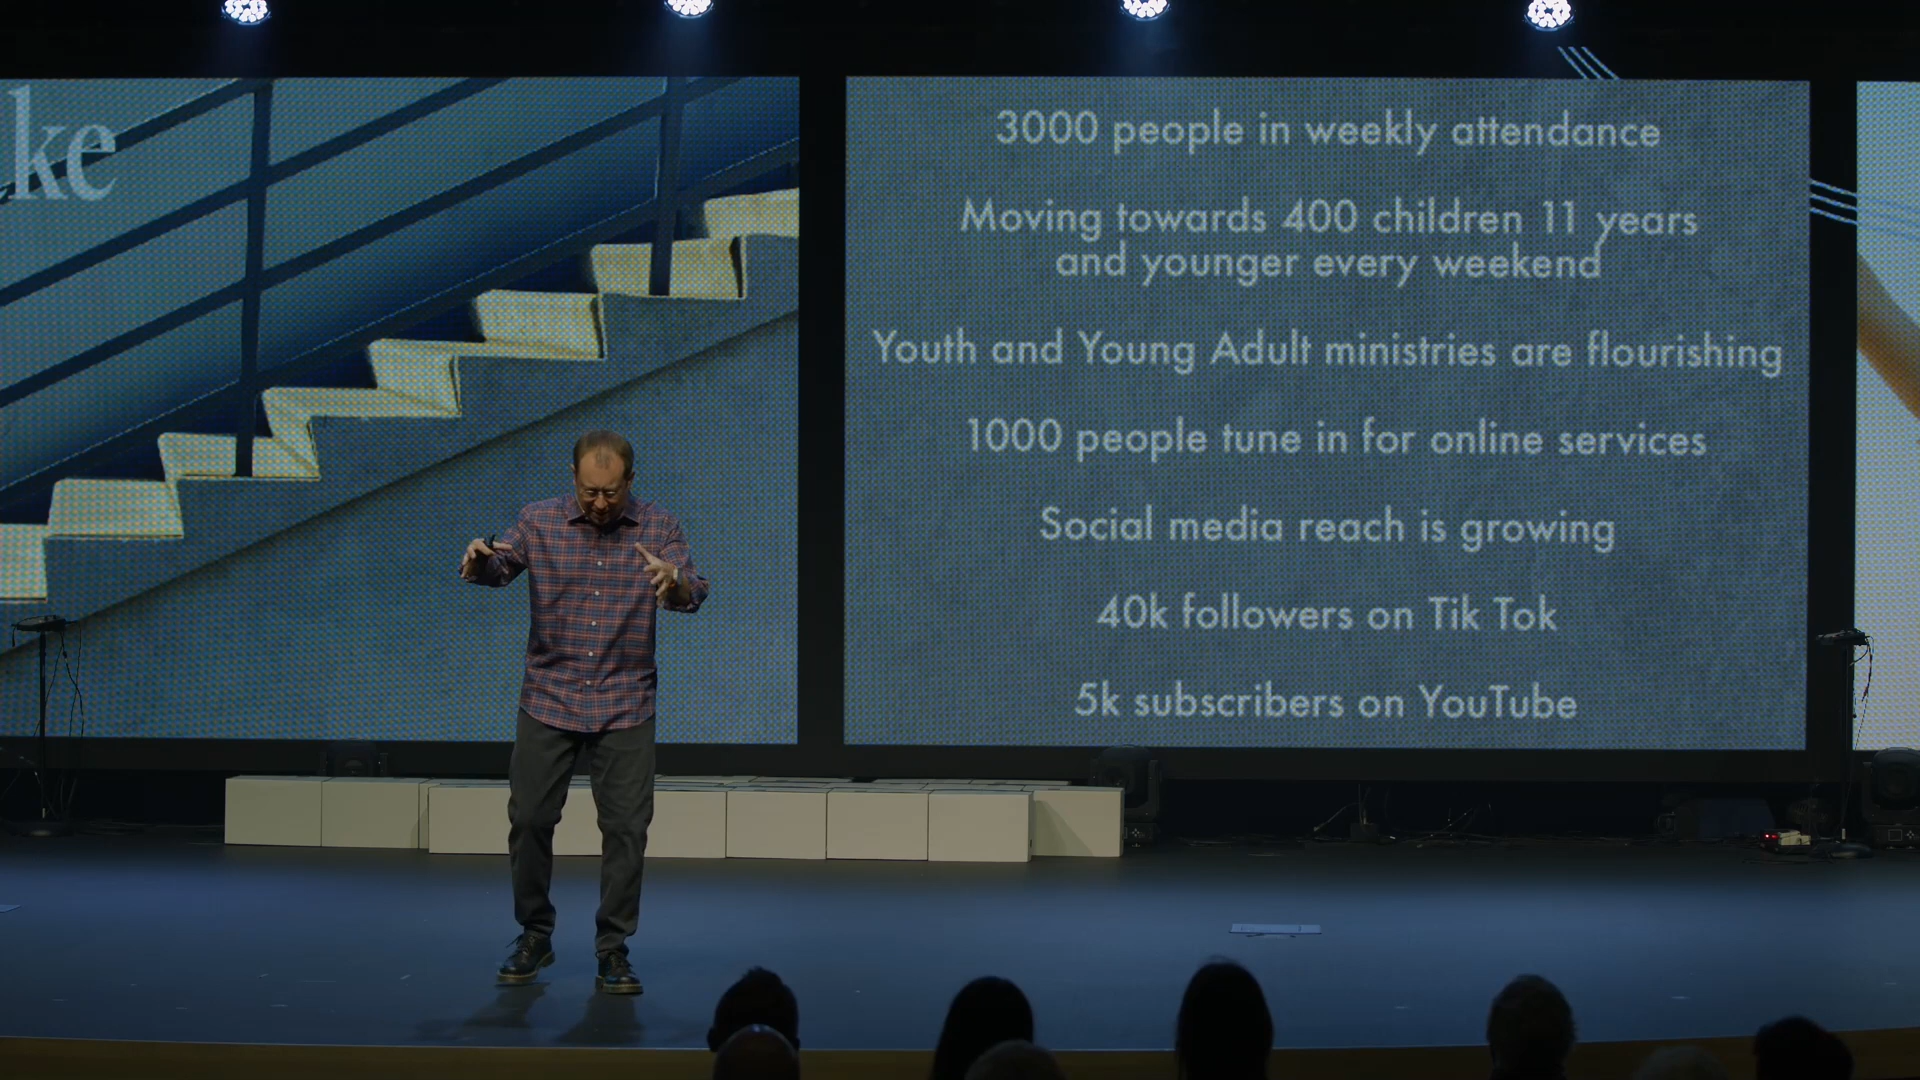 ke
3000 people in weekly attendance
Moving towards 400 children 11 years
and younger every weekend
Youth and Young Adult ministries are flourishing
1000 people tune in for online services
Social media reach is growing
40k followers on Tik Tok
5k subscribers on YouTube